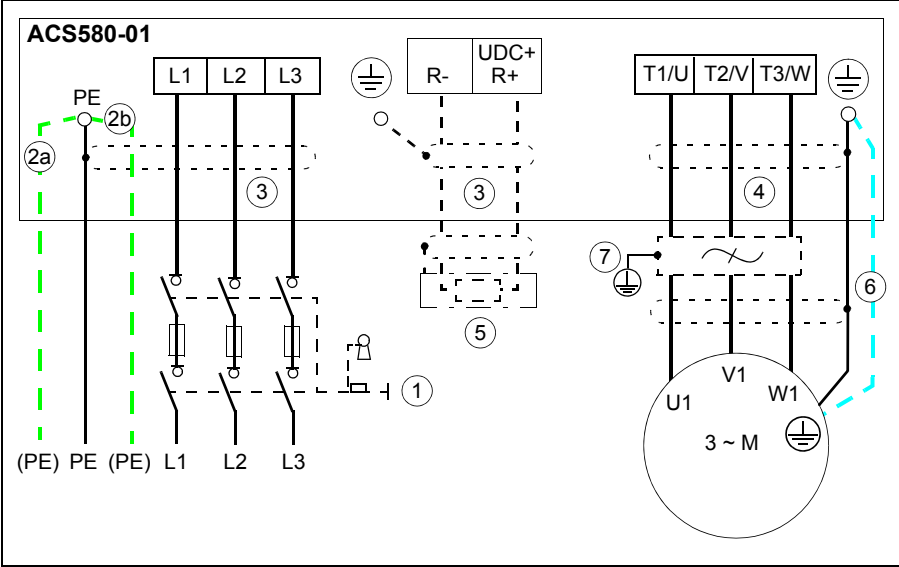 ACS580-01
L1 L2 L3
R- UDC+ R+
T1/U T2/V T3/W
PE
2b
2a
3
3
4
7
6
5
1
U1 V1 W1
3 ~ M
(PE) PE (PE) L1 L2 L3